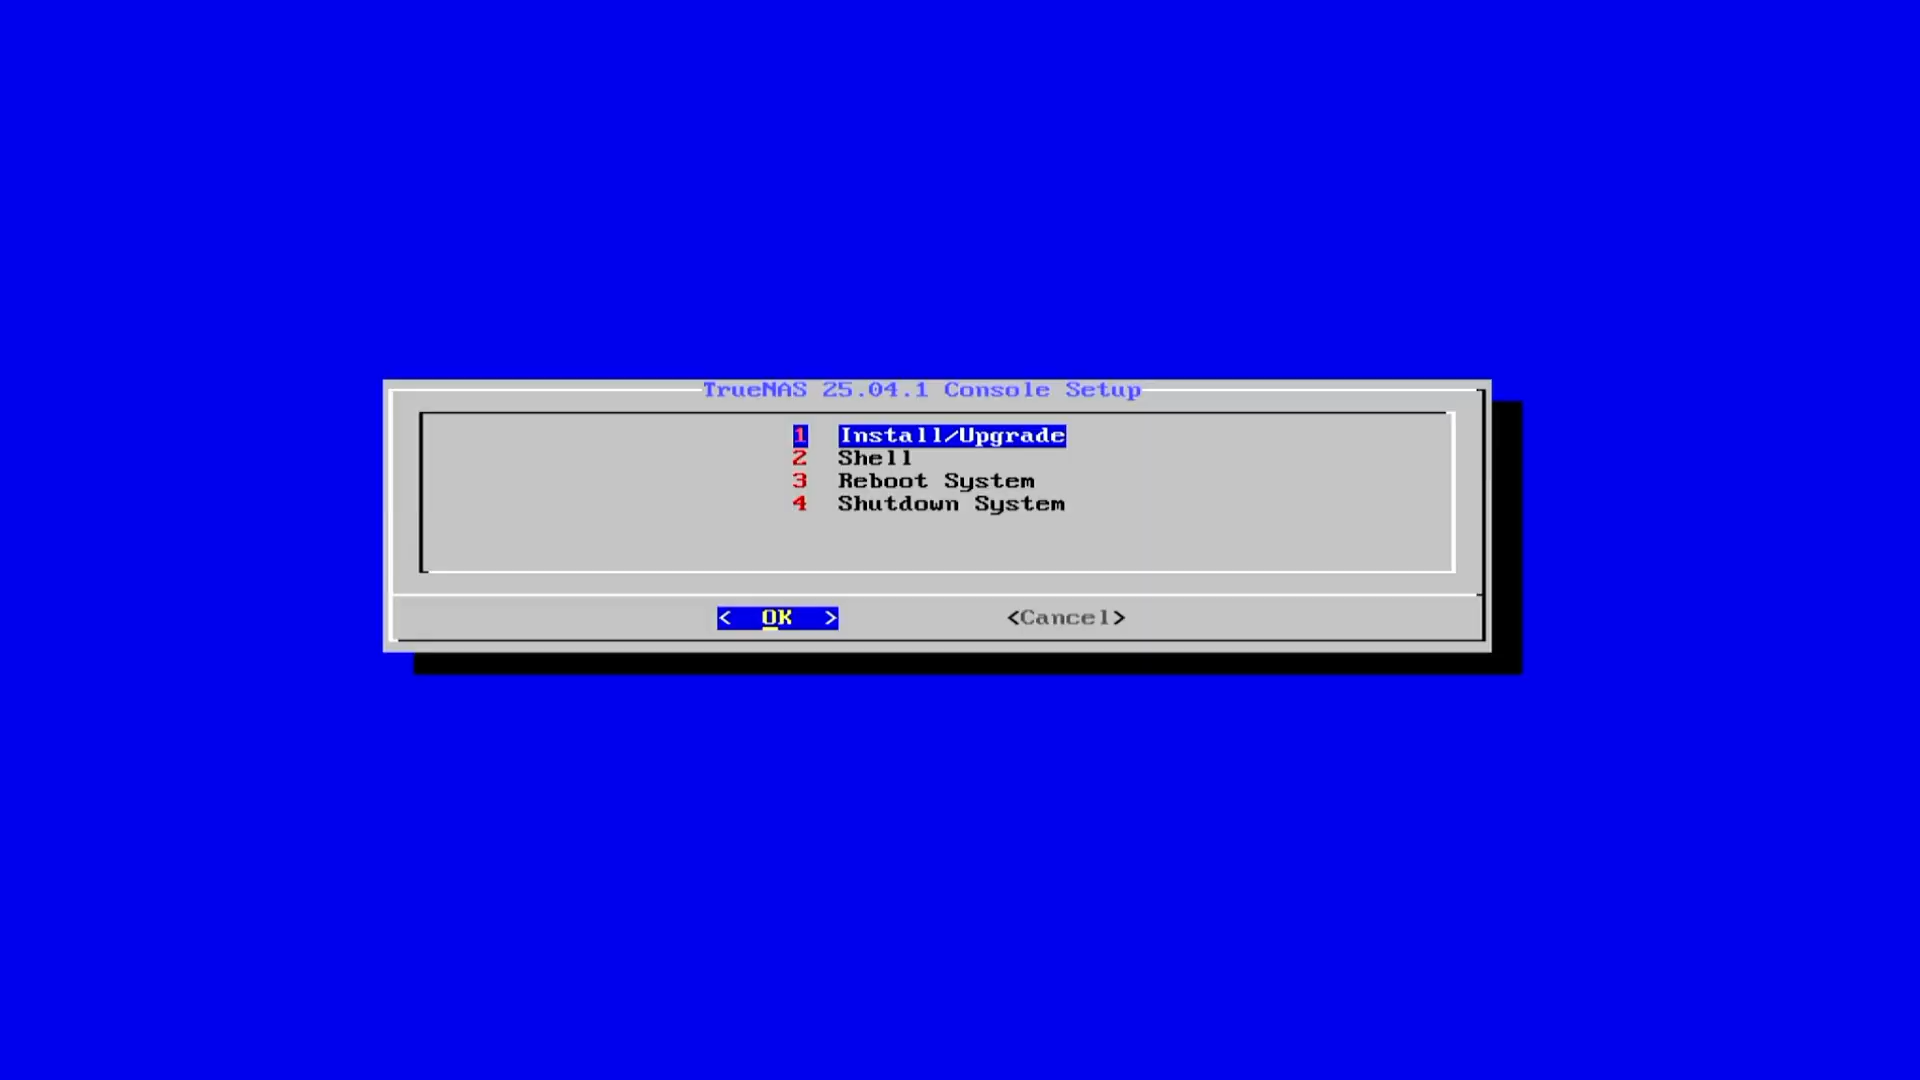 TrueNAS 25.04.1 Console Setup
1 Install/Upgrade
2 Shell
3 Reboot System
4 Shutdown System
< OK > <Cancel>